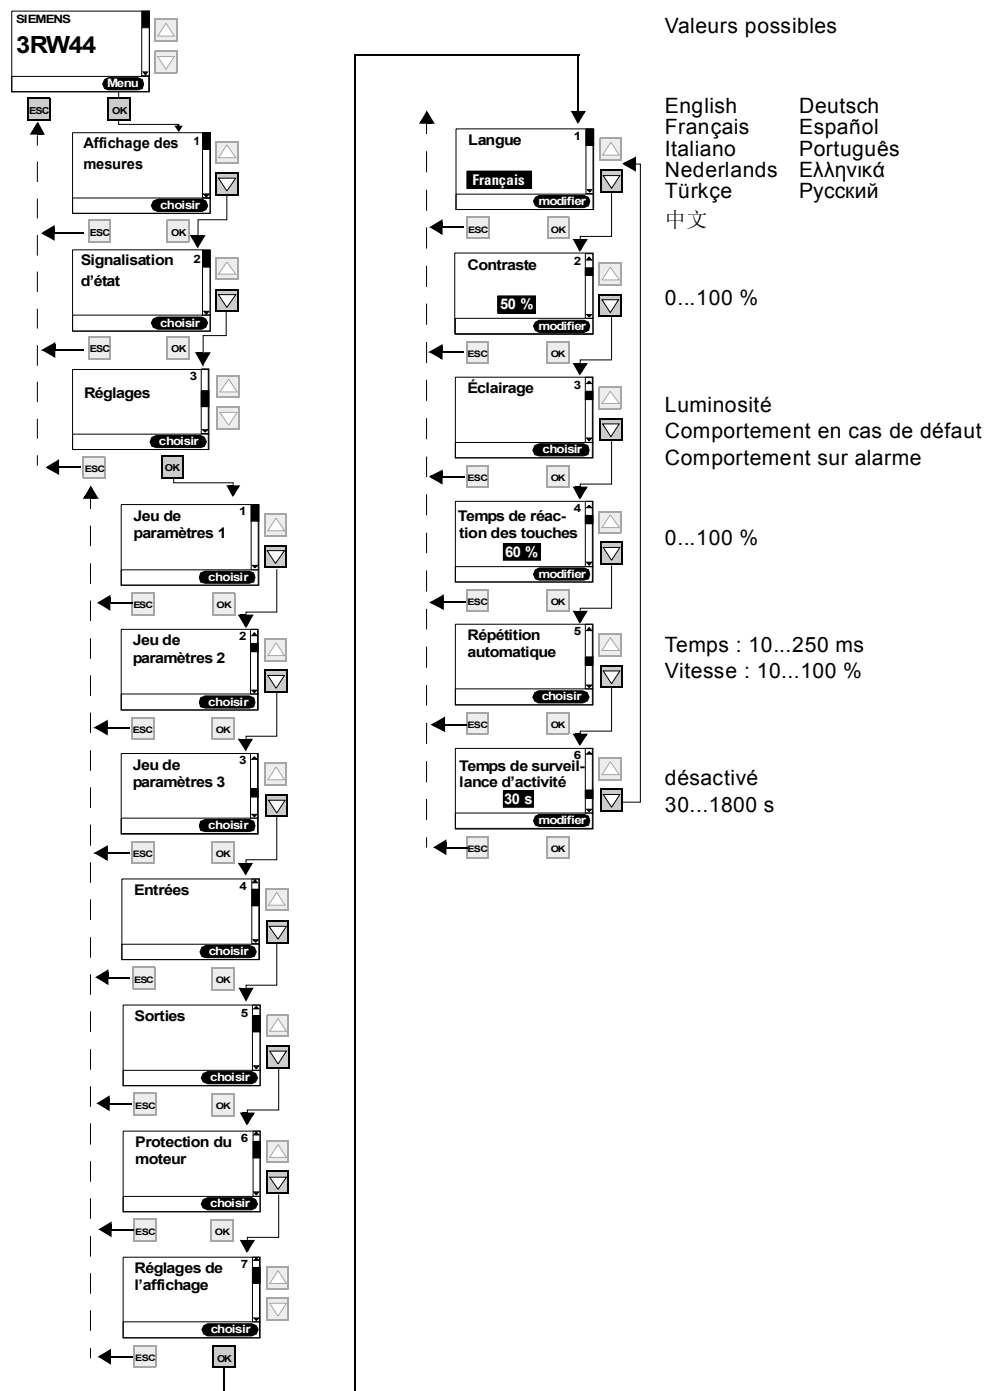 SIEMENS
3RW44
Menu
ESC
OK
Affichage des
mesures
1
choisir
ESC
OK
Signalisation
d'état
2
choisir
ESC
OK
Réglages
3
choisir
ESC
OK
Jeu de
paramètres 1
1
choisir
ESC
OK
Jeu de
paramètres 2
2
choisir
ESC
OK
Jeu de
paramètres 3
3
choisir
ESC
OK
Entrées
4
choisir
ESC
OK
Sorties
5
choisir
ESC
OK
Protection du
moteur
6
choisir
ESC
OK
Réglages de
l'affichage
7
choisir
ESC
OK
Langue
1
Français
modifier
ESC
OK
Contraste
2
50 %
modifier
ESC
OK
Éclairage
3
choisir
ESC
OK
Temps de réac-
tion des touches
4
60 %
modifier
ESC
OK
Répétition
automatique
5
choisir
ESC
OK
Temps de surveil-
lance d'activité
6
30 s
modifier
ESC
OK
Valeurs possibles
English Deutsch
Français Español
Italiano Português
Nederlands Ελληνικά
Türkçe Русский
中文
0...100 %
Luminosité
Comportement en cas de défaut
Comportement sur alarme
0...100 %
Temps : 10...250 ms
Vitesse : 10...100 %
désactivé
30...1800 s